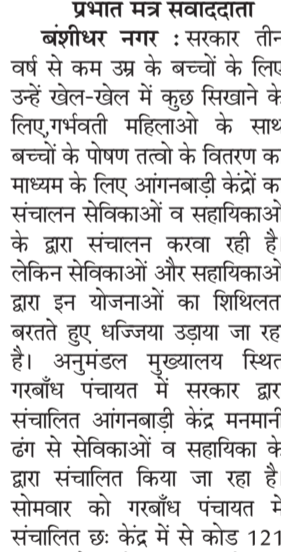 प्रभात मंत्र संवाददाता
बंशीधर नगर : सरकार तीन
वर्ष से कम उम्र के बच्चों के लिए
उन्हें खेल-खेल में कुछ सिखाने के
लिए,गर्भवती महिलाओ के साथ
बच्चों के पोषण तत्वो के वितरण क
माध्यम के लिए आंगनबाड़ी केंद्रों क
संचालन सेविकाओं व सहायिकाओ
के द्वारा संचालन करवा रही है
लेकिन सेविकाओं और सहायिकाओ
द्वारा इन योजनाओं का शिथिलत
बरतते हुए धज्जिया उड़ाया जा रह
है। अनुमंडल मुख्यालय स्थित
गरबाँध पंचायत में सरकार द्वार
संचालित आंगनबाड़ी केंद्र मनमानी
ढंग से सेविकाओं व सहायिका के
द्वारा संचालित किया जा रहा है
सोमवार को गरबाँध पंचायत मे
संचालित छः केंद्र में से कोड 121